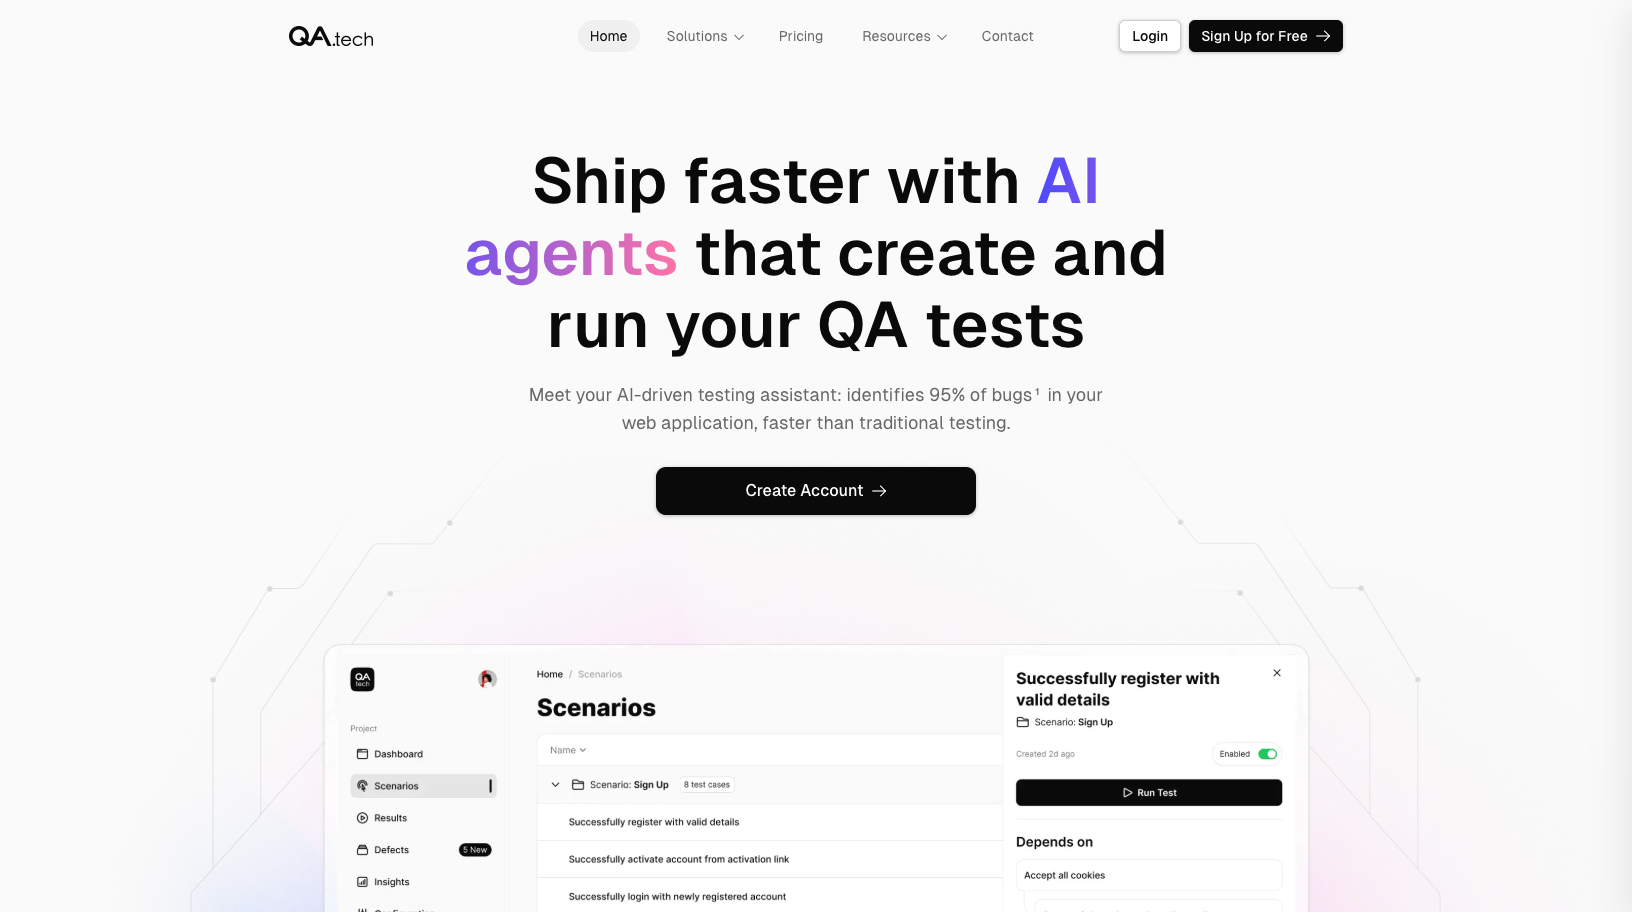 QA.tech
Home
Solutions
Pricing
Resources
Contact
Login
Sign Up for Free
Ship faster with AI
agents that create and
run your QA tests
Meet your AI-driven testing assistant: identifies 95% of bugs¹ in your
web application, faster than traditional testing.
Create Account
QA
tech
Project
Dashboard
Scenarios
Results
Defects
5 New
Insights
Home / Scenarios
Scenarios
Name
Scenario: Sign Up
8 test cases
Successfully register with valid details
Successfully activate account from activation link
Successfully login with newly registered account
Successfully register with
valid details
Scenario: Sign Up
Created 2d ago
Enabled
Run Test
Depends on
Accept all cookies